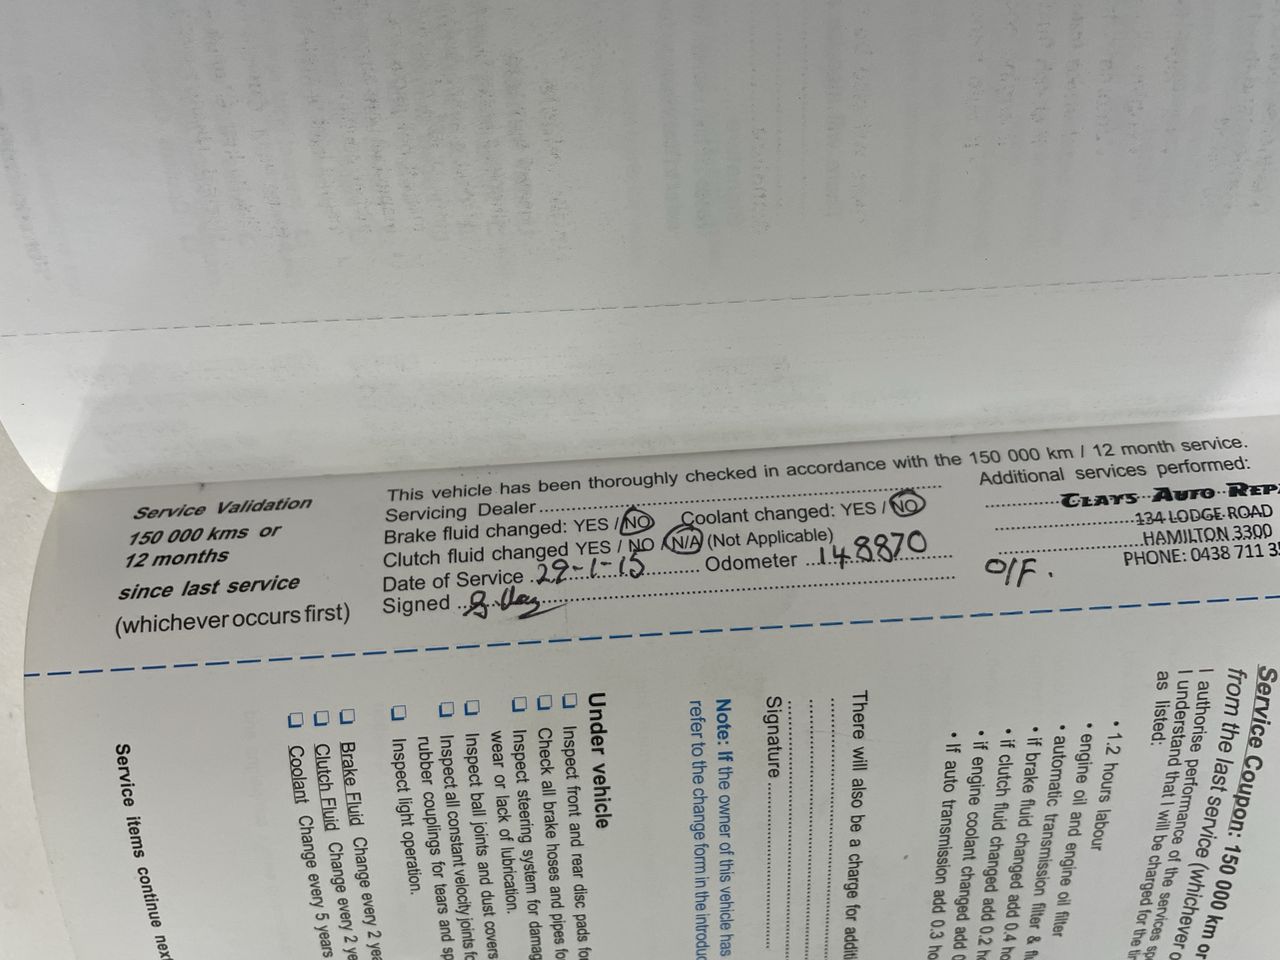 Service Validation
150 000 kms or
12 months
since last service
(whichever occurs first)
This vehicle has been thoroughly checked in accordance with the 150 000 km / 12 month service.
Servicing Dealer
Additional services performed:
Brake fluid changed: YES / NO Coolant changed: YES / NO
Clutch fluid changed YES / NO / N/A (Not Applicable)
Date of Service 29-1-15 Odometer 148870
Signed
CLAYS AUTO
134 LODGE ROAD
HAMILTON 3300
PHONE: 0438 711
O/F.
Service Coupon: 150 000 km or
from the last service (whichever
I authorise performance of the services
I understand that I will be charged for the
as listed:
• 1.2 hours labour
• engine oil and engine oil filter
• automatic transmission filter &
• if brake fluid changed add 0.4
• if clutch fluid changed add 0.2
• if engine coolant changed add
• If auto transmission add 0.3
There will also be a charge for
Signature
Note: If the owner of this vehicle has
refer to the change form in the
Under vehicle
Inspect front and rear disc pads
Check all brake hoses and pipes
Inspect steering system for
wear or lack of lubrication.
Inspect ball joints and dust covers
Inspect all constant velocity joints
rubber couplings for tears and
Inspect light operation.
Brake Fluid Change every 2
Clutch Fluid Change every 2
Coolant Change every 5 years
Service items continue